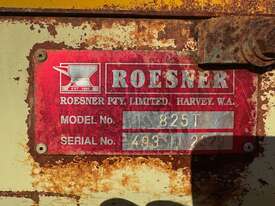 ROESNER
ROESNER PTY. LIMITED. HARVEY. W.A.
MODEL No. 825T
SERIAL No.